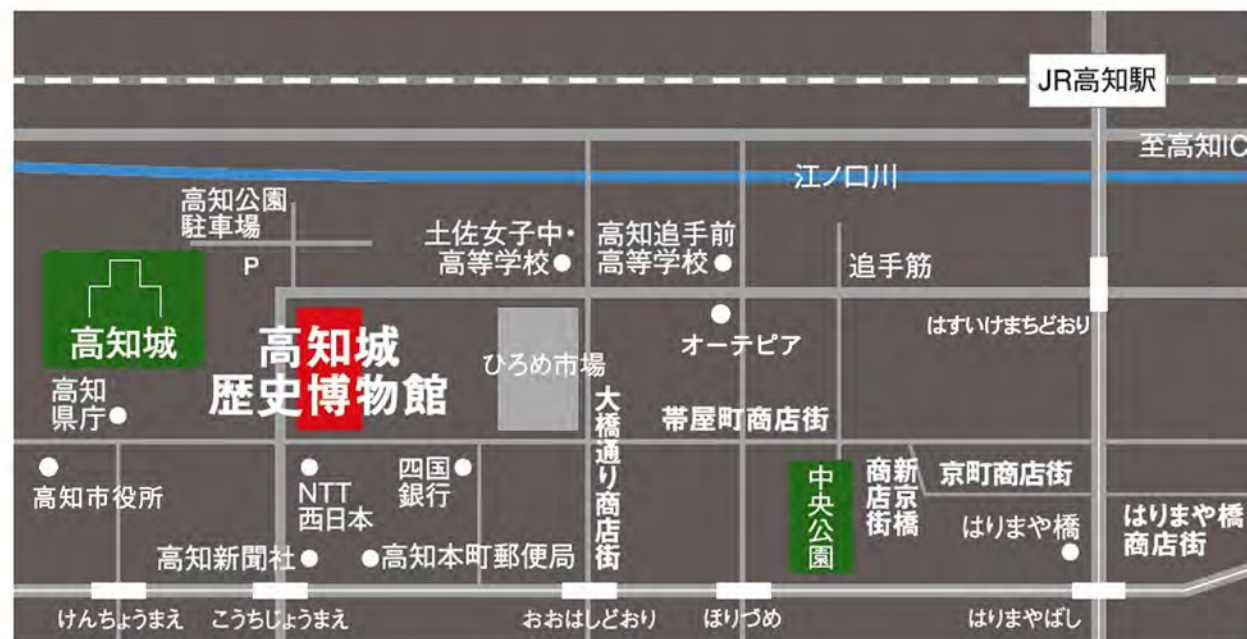 JR高知駅
至高知IC
江ノ口川
高知公園
駐車場
P
土佐女子中・
高等学校
高知追手前
高等学校
追手筋
高知城
高知城
歴史博物館
ひろめ市場
オーテピア
はすいけまちどおり
高知
県庁
大橋通り商店街
帯屋町商店街
高知市役所
NTT
西日本
四国
銀行
中央公園
新京橋
商店街
京町商店街
はりまや橋
はりまや橋
商店街
高知新聞社
高知本町郵便局
けんちょうまえ
こうちじょうまえ
おおはしどおり
ほりづめ
はりまやばし